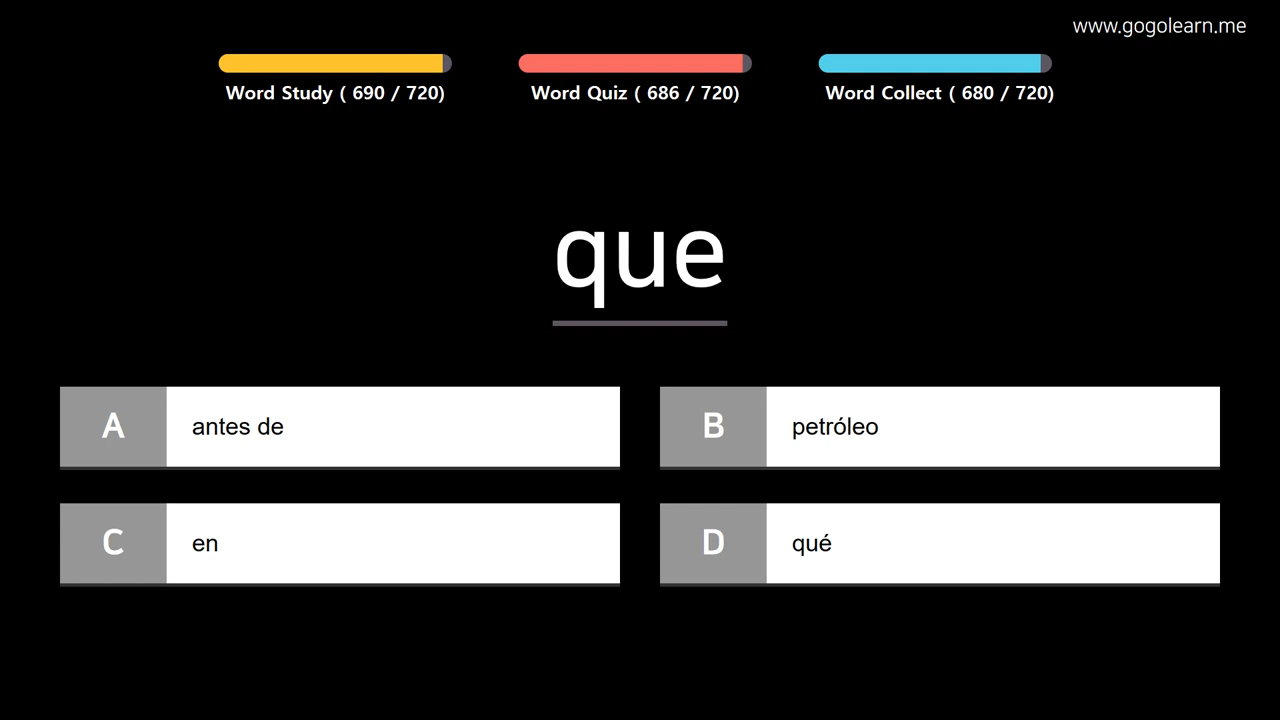 www.gogolearn.me
Word Study ( 690 / 720)
Word Quiz ( 686 / 720)
Word Collect ( 680 / 720)
que
A antes de
B petróleo
C en
D qué